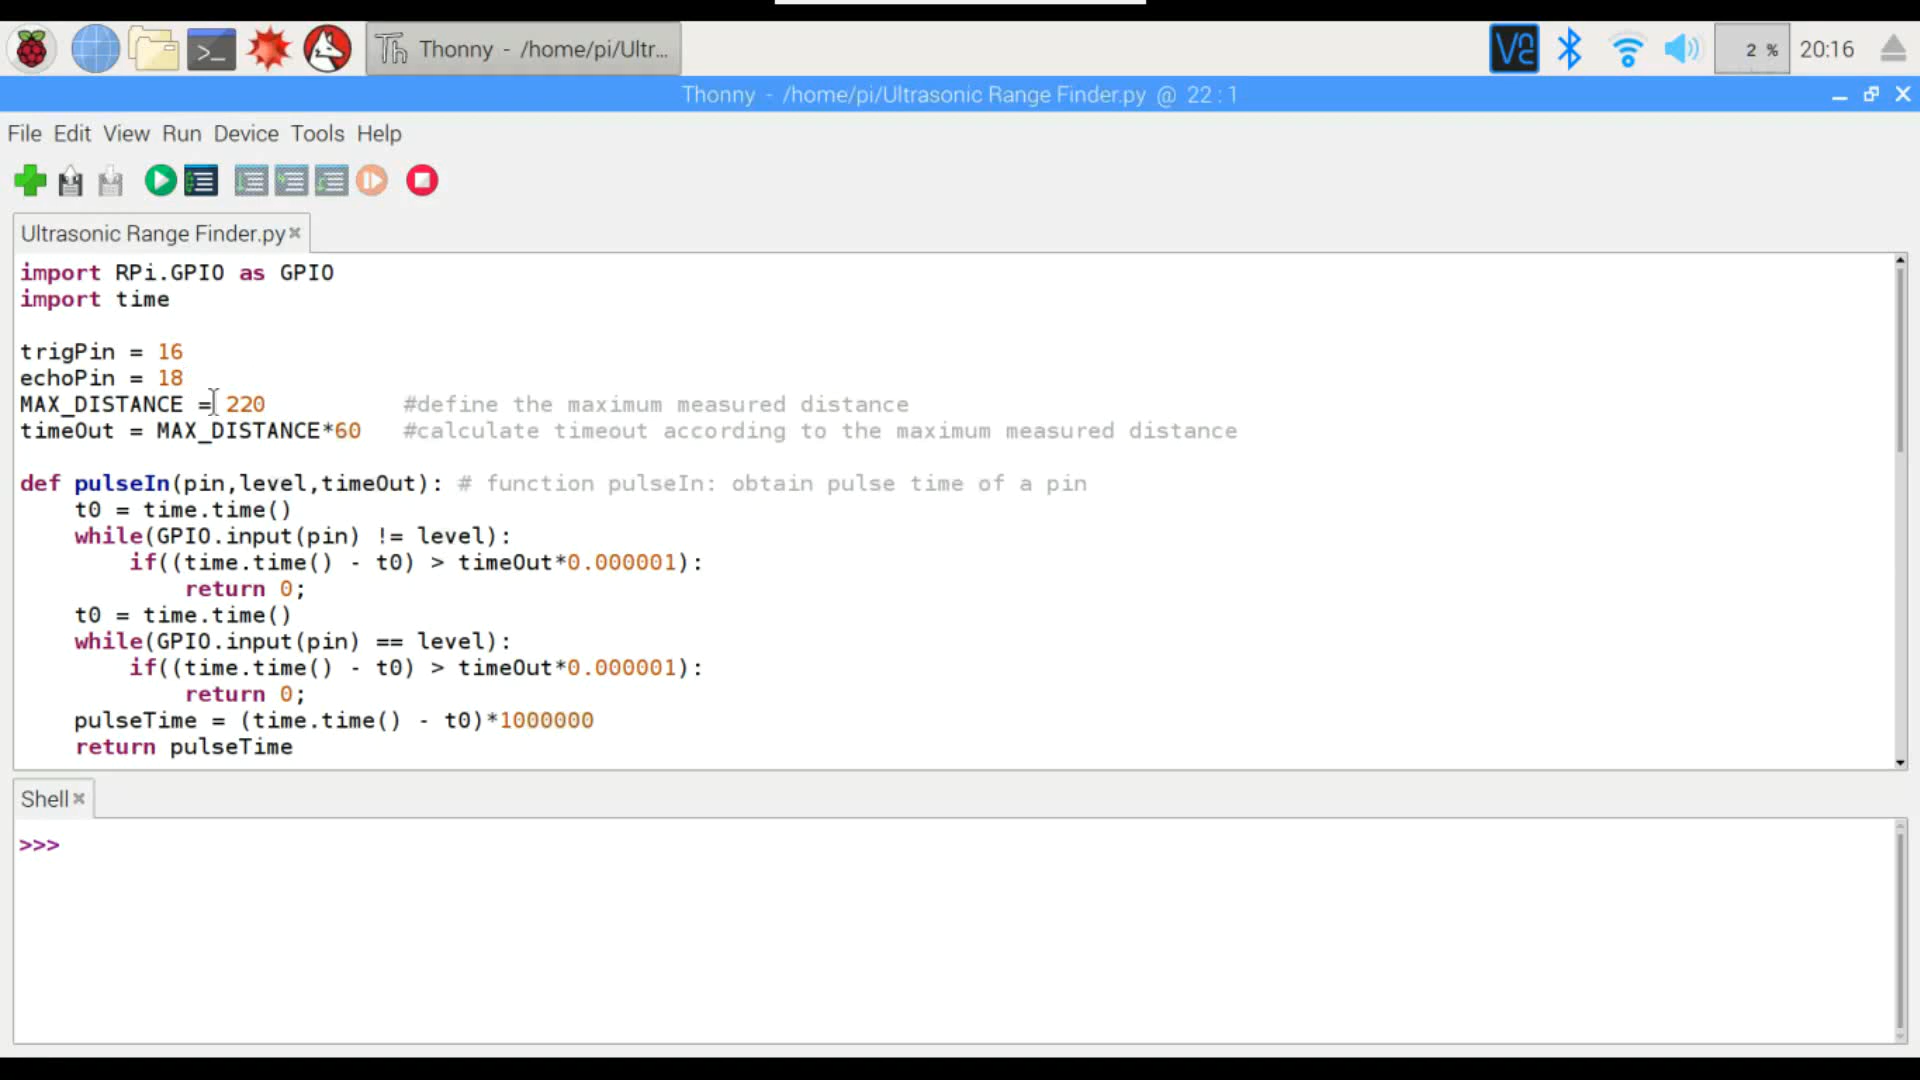 Thonny - /home/pi/Ultr...
2 %
20:16
Thonny - /home/pi/Ultrasonic Range Finder.py @ 22 : 1
File Edit View Run Device Tools Help
Ultrasonic Range Finder.py
import RPi.GPIO as GPIO
import time
trigPin = 16
echoPin = 18
MAX_DISTANCE = 220 #define the maximum measured distance
timeOut = MAX_DISTANCE*60 #calculate timeout according to the maximum measured distance
def pulseIn(pin,level,timeOut): # function pulseIn: obtain pulse time of a pin
t0 = time.time()
while(GPIO.input(pin) != level):
if((time.time() - t0) > timeOut*0.000001):
return 0;
t0 = time.time()
while(GPIO.input(pin) == level):
if((time.time() - t0) > timeOut*0.000001):
return 0;
pulseTime = (time.time() - t0)*1000000
return pulseTime
Shell
>>>